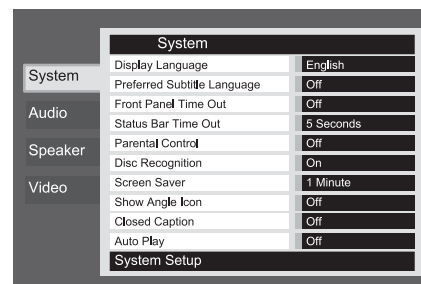 System
Audio
Speaker
Video
System
Display Language English
Preferred Subtitle Language Off
Front Panel Time Out Off
Status Bar Time Out 5 Seconds
Parental Control Off
Disc Recognition On
Screen Saver 1 Minute
Show Angle Icon Off
Closed Caption Off
Auto Play Off
System Setup